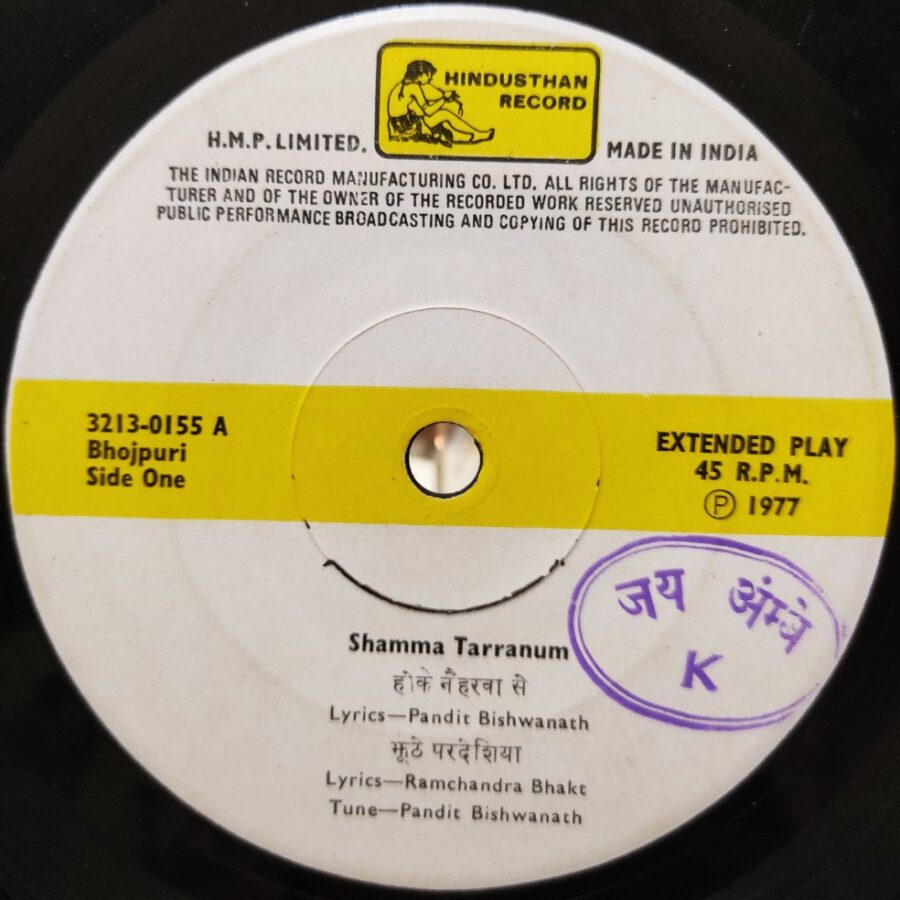 HINDUSTHAN
RECORD
H.M.P. LIMITED.
MADE IN INDIA
THE INDIAN RECORD MANUFACTURING CO. LTD. ALL RIGHTS OF THE MANUFAC-
TURER AND OF THE OWNER OF THE RECORDED WORK RESERVED UNAUTHORISED
PUBLIC PERFORMANCE BROADCASTING AND COPYING OF THIS RECORD PROHIBITED.
3213-0155 A
Bhojpuri
Side One
EXTENDED PLAY
45 R.P.M.
Ⓟ 1977
जय अंम्बे
K
Shamma Tarranum
होके नैहरवा से
Lyrics—Pandit Bishwanath
झूठे परदेशिया
Lyrics—Ramchandra Bhakt
Tune—Pandit Bishwanath